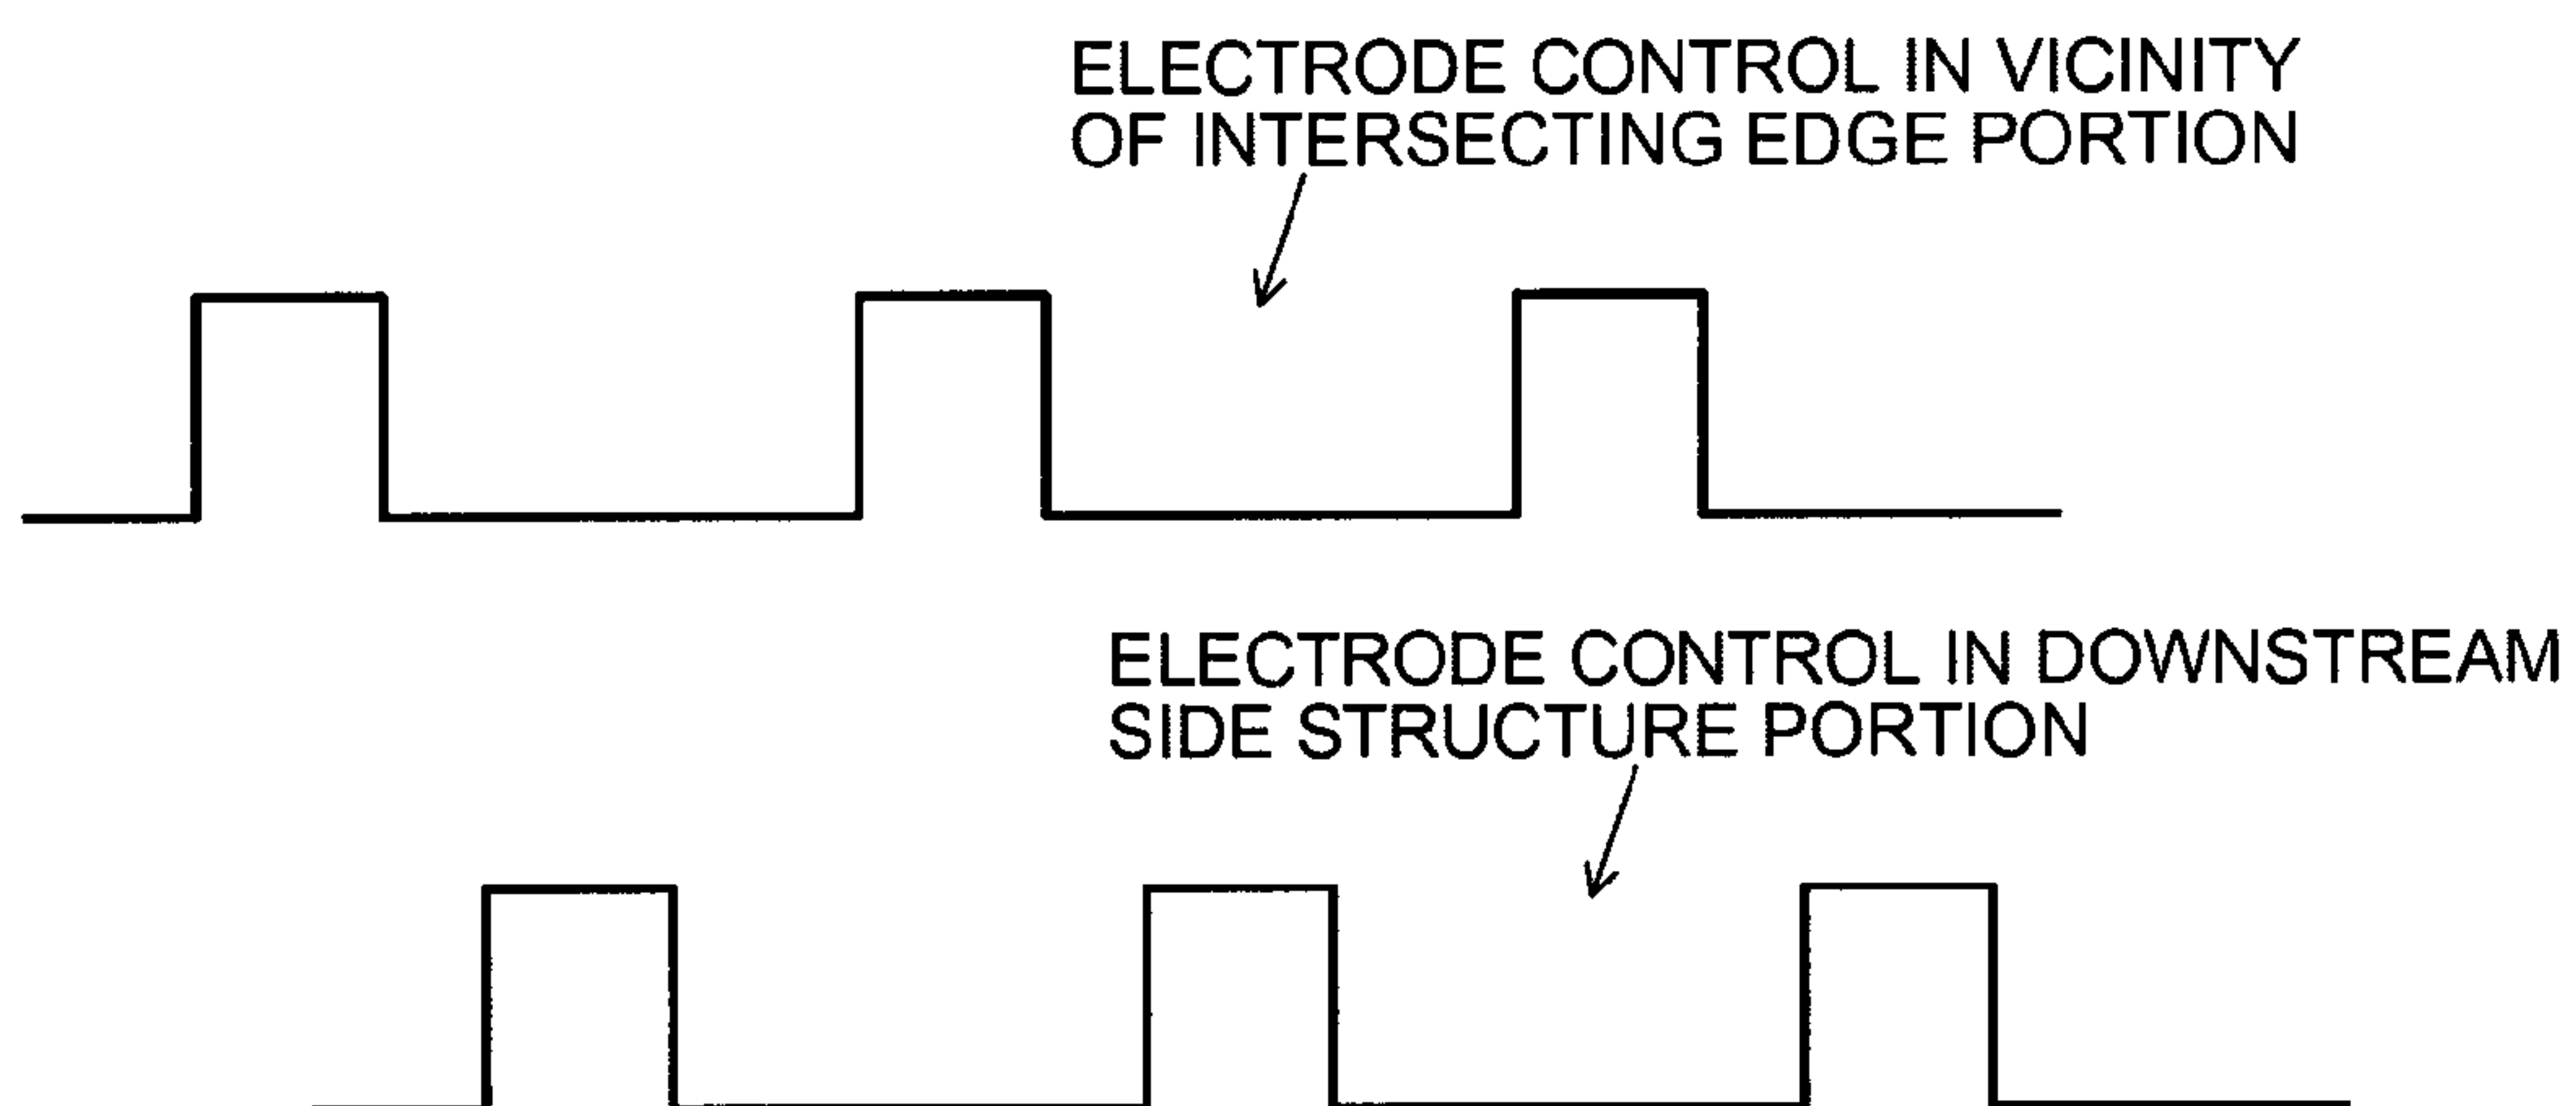 ELECTRODE CONTROL IN VICINITY
OF INTERSECTING EDGE PORTION
ELECTRODE CONTROL IN DOWNSTREAM
SIDE STRUCTURE PORTION